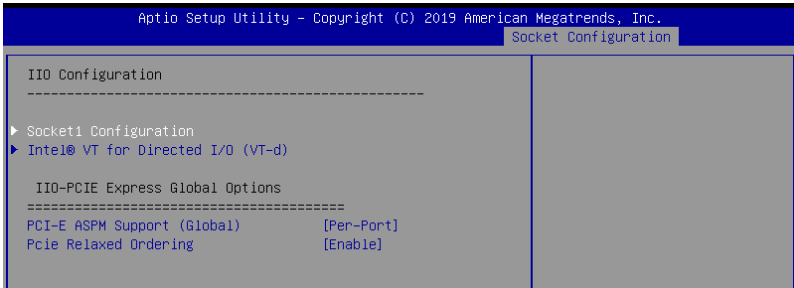 Aptio Setup Utility – Copyright (C) 2019 American Megatrends, Inc.
Socket Configuration
IIO Configuration
--------------------------------------------------
Socket1 Configuration
Intel® VT for Directed I/O (VT-d)
IIO-PCIE Express Global Options
========================================
PCI-E ASPM Support (Global) [Per-Port]
Pcie Relaxed Ordering [Enable]